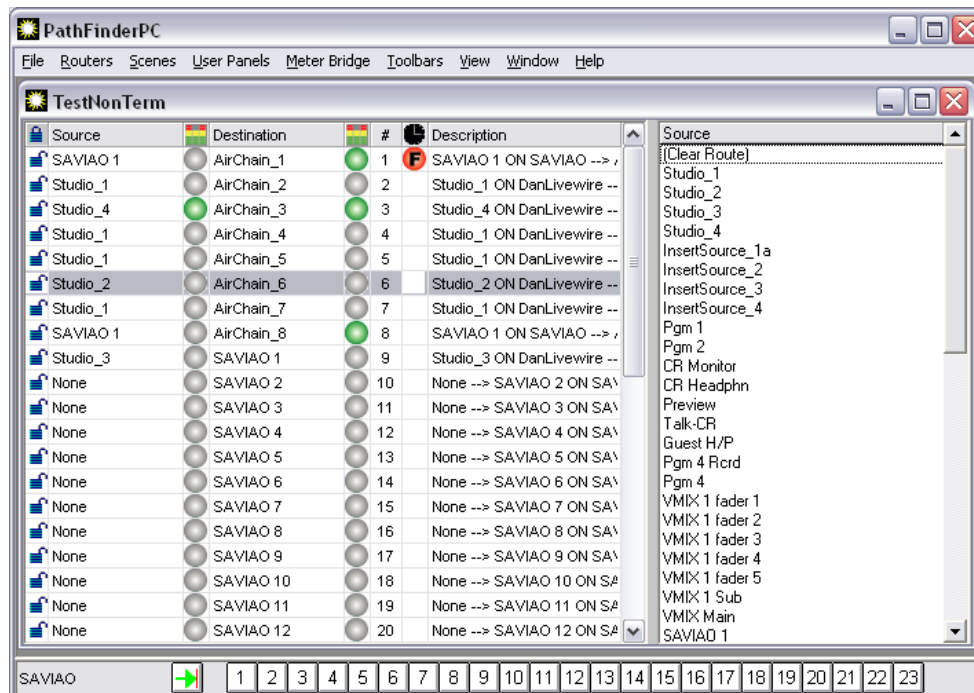 PathFinderPC
File Routers Scenes User Panels Meter Bridge Toolbars View Window Help
TestNonTerm
Source Destination # Description
SAVIAO 1 AirChain_1 1 F SAVIAO 1 ON SAVIAO -->
Studio_1 AirChain_2 2 Studio_1 ON DanLivewire --
Studio_4 AirChain_3 3 Studio_4 ON DanLivewire --
Studio_1 AirChain_4 4 Studio_1 ON DanLivewire --
Studio_1 AirChain_5 5 Studio_1 ON DanLivewire --
Studio_2 AirChain_6 6 Studio_2 ON DanLivewire --
Studio_1 AirChain_7 7 Studio_1 ON DanLivewire --
SAVIAO 1 AirChain_8 8 SAVIAO 1 ON SAVIAO -->
Studio_3 SAVIAO 1 9 Studio_3 ON DanLivewire --
None SAVIAO 2 10 None --> SAVIAO 2 ON
None SAVIAO 3 11 None --> SAVIAO 3 ON
None SAVIAO 4 12 None --> SAVIAO 4 ON
None SAVIAO 5 13 None --> SAVIAO 5 ON
None SAVIAO 6 14 None --> SAVIAO 6 ON
None SAVIAO 7 15 None --> SAVIAO 7 ON
None SAVIAO 8 16 None --> SAVIAO 8 ON
None SAVIAO 9 17 None --> SAVIAO 9 ON
None SAVIAO 10 18 None --> SAVIAO 10 ON
None SAVIAO 11 19 None --> SAVIAO 11 ON
None SAVIAO 12 20 None --> SAVIAO 12 ON
Source
(Clear Route)
Studio_1
Studio_2
Studio_3
Studio_4
InsertSource_1a
InsertSource_2
InsertSource_3
InsertSource_4
Pgm 1
Pgm 2
CR Monitor
CR Headphn
Preview
Talk-CR
Guest H/P
Pgm 4 Rcrd
Pgm 4
VMIX 1 fader 1
VMIX 1 fader 2
VMIX 1 fader 3
VMIX 1 fader 4
VMIX 1 fader 5
VMIX 1 Sub
VMIX Main
SAVIAO 1
SAVIAO 1 2 3 4 5 6 7 8 9 10 11 12 13 14 15 16 17 18 19 20 21 22 23